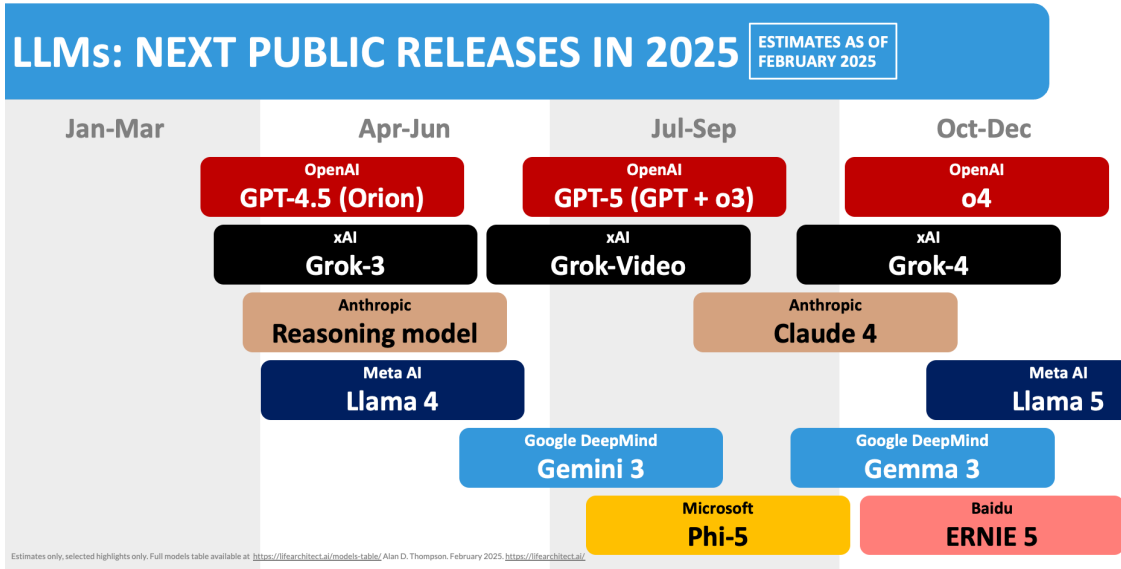 LLMs: NEXT PUBLIC RELEASES IN 2025
ESTIMATES AS OF
FEBRUARY 2025
Jan-Mar
Apr-Jun
Jul-Sep
Oct-Dec
OpenAI
GPT-4.5 (Orion)
OpenAI
GPT-5 (GPT + o3)
OpenAI
o4
xAI
Grok-3
xAI
Grok-Video
xAI
Grok-4
Anthropic
Reasoning model
Anthropic
Claude 4
Meta AI
Llama 4
Meta AI
Llama 5
Google DeepMind
Gemini 3
Google DeepMind
Gemma 3
Microsoft
Phi-5
Baidu
ERNIE 5
Estimates only, selected highlights only. Full models table available at https://lifearchitect.ai/models-table/ Alan D. Thompson. February 2025. https://lifearchitect.ai/